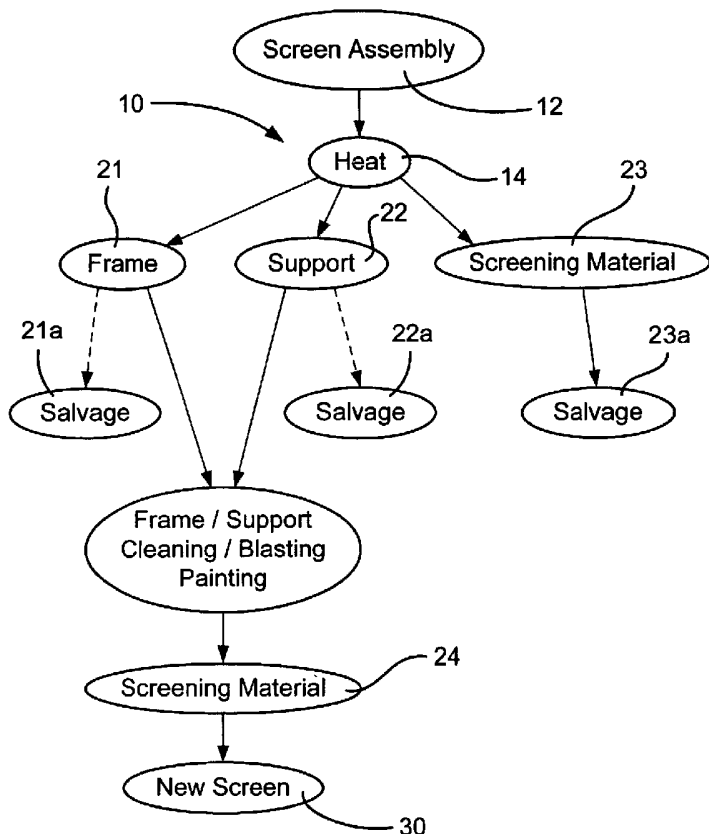 Screen Assembly
10
12
Heat
21
14
22
23
Frame
Support
Screening Material
21a
22a
23a
Salvage
Salvage
Salvage
Frame / Support
Cleaning / Blasting
Painting
24
Screening Material
New Screen
30